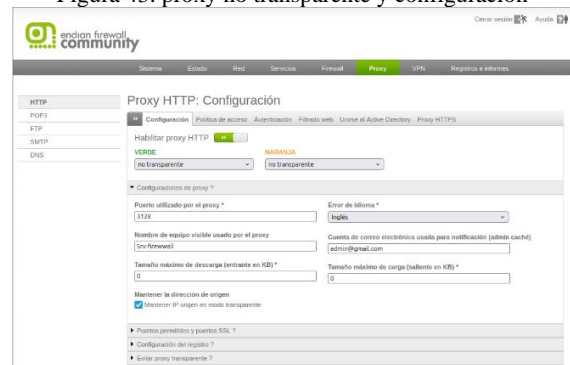 Figura 43. proxy no transparente y configuración
Cerrar sesión Ayuda
endian firewall
community
Sistema Estado Red Servicios Firewall Proxy VPN Registros e informes
HTTP
POP3
FTP
SMTP
DNS
Proxy HTTP: Configuración
Configuración Política de acceso Autenticación Filtrado web Unirse al Active Directory Proxy HTTPS
Habilitar proxy HTTP
VERDE NARANJA
no transparente no transparente
Configuraciones de proxy ?
Puerto utilizado por el proxy * Error de idioma *
3128 Inglés
Nombre de equipo visible usado por el proxy Cuenta de correo electrónica usada para notificación (admin caché)
Srv-firewwall admin@gmail.com
Tamaño máximo de descarga (entrante en KB) * Tamaño máximo de carga (saliente en KB) *
0 0
Mantener la dirección de origen
Mantener IP origen en modo transparente
Puertos permitidos y puertos SSL ?
Configuración del registro ?
Evitar proxy transparente ?